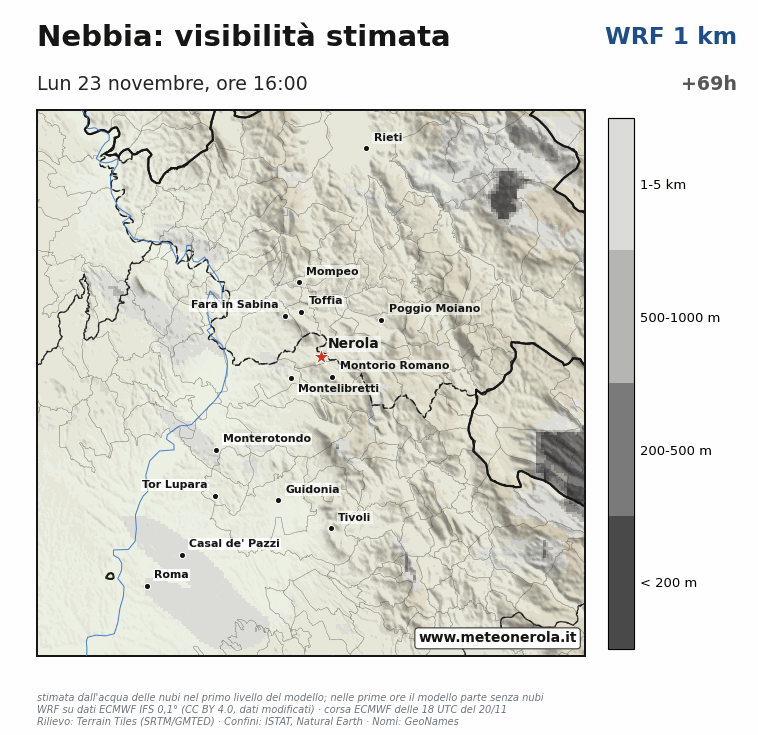 Nebbia: visibilità stimata
WRF 1 km
Lun 23 novembre, ore 16:00
+69h
Rieti
1-5 km
Mompeo
Toffia
Fara in Sabina
Poggio Moiano
500-1000 m
Nerola
Montorio Romano
Montelibretti
Monterotondo
200-500 m
Tor Lupara
Guidonia
Tivoli
Casal de' Pazzi
Roma
< 200 m
www.meteonerola.it
stimata dall'acqua delle nubi nel primo livello del modello; nelle prime ore il modello parte senza nubi
WRF su dati ECMWF IFS 0,1° (CC BY 4.0, dati modificati) · corsa ECMWF delle 18 UTC del 20/11
Rilievo: Terrain Tiles (SRTM/GMTED) · Confini: ISTAT, Natural Earth · Nomi: GeoNames